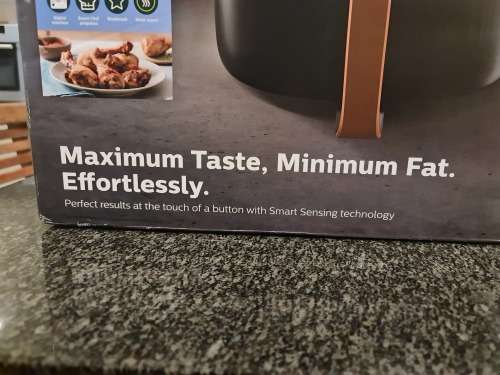 Maximum Taste, Minimum Fat.
Effortlessly.
Perfect results at the touch of a button with Smart Sensing technology